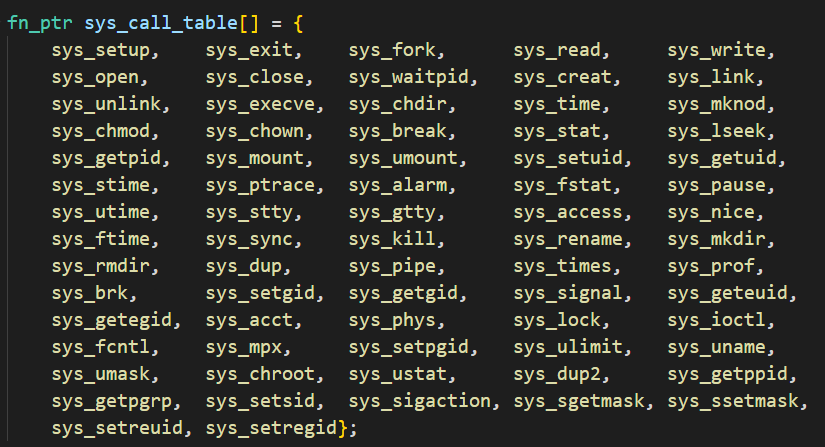 fn_ptr sys_call_table[] = {
sys_setup, sys_exit, sys_fork, sys_read, sys_write,
sys_open, sys_close, sys_waitpid, sys_creat, sys_link,
sys_unlink, sys_execve, sys_chdir, sys_time, sys_mknod,
sys_chmod, sys_chown, sys_break, sys_stat, sys_lseek,
sys_getpid, sys_mount, sys_umount, sys_setuid, sys_getuid,
sys_stime, sys_ptrace, sys_alarm, sys_fstat, sys_pause,
sys_utime, sys_stty, sys_gtty, sys_access, sys_nice,
sys_ftime, sys_sync, sys_kill, sys_rename, sys_mkdir,
sys_rmdir, sys_dup, sys_pipe, sys_times, sys_prof,
sys_brk, sys_setgid, sys_getgid, sys_signal, sys_geteuid,
sys_getegid, sys_acct, sys_phys, sys_lock, sys_ioctl,
sys_fcntl, sys_mpx, sys_setpgid, sys_ulimit, sys_uname,
sys_umask, sys_chroot, sys_ustat, sys_dup2, sys_getppid,
sys_getpgrp, sys_setsid, sys_sigaction, sys_sgetmask, sys_ssetmask,
sys_setreuid, sys_setregid};